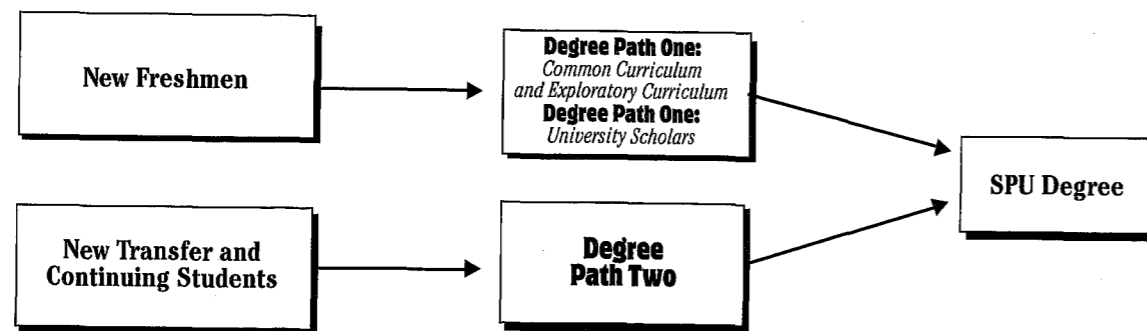 New Freshmen
Degree Path One:
Common Curriculum
and Exploratory Curriculum
Degree Path One:
University Scholars
SPU Degree
New Transfer and
Continuing Students
Degree
Path Two